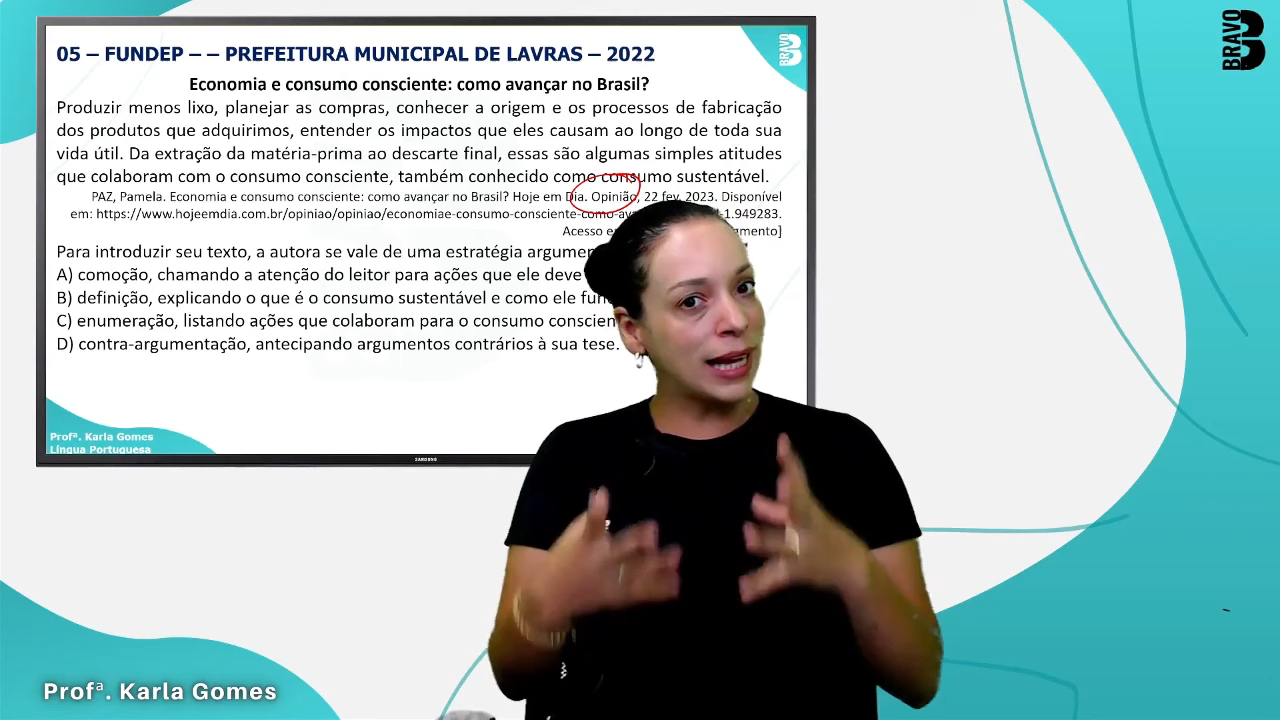 05 – FUNDEP – – PREFEITURA MUNICIPAL DE LAVRAS – 2022
Economia e consumo consciente: como avançar no Brasil?
Produzir menos lixo, planejar as compras, conhecer a origem e os processos de fabricação
dos produtos que adquirimos, entender os impactos que eles causam ao longo de toda sua
vida útil. Da extração da matéria-prima ao descarte final, essas são algumas simples atitudes
que colaboram com o consumo consciente, também conhecido como consumo sustentável.
PAZ, Pamela. Economia e consumo consciente: como avançar no Brasil? Hoje em Dia. Opinião, 22 fev. 2023. Disponível
em: https://www.hojeemdia.com.br/opiniao/opiniao/economiae-consumo-consciente-como-ava 1.949283.
Acesso
Para introduzir seu texto, a autora se vale de uma estratégia
A) comoção, chamando a atenção do leitor para ações que ele deve
B) definição, explicando o que é o consumo sustentável e como ele
C) enumeração, listando ações que colaboram para o consumo
D) contra-argumentação, antecipando argumentos contrários à sua tese.
Profª. Karla Gomes
Língua Portuguesa
SAMSUNG
BRAVO
BRAVO
Profª. Karla Gomes